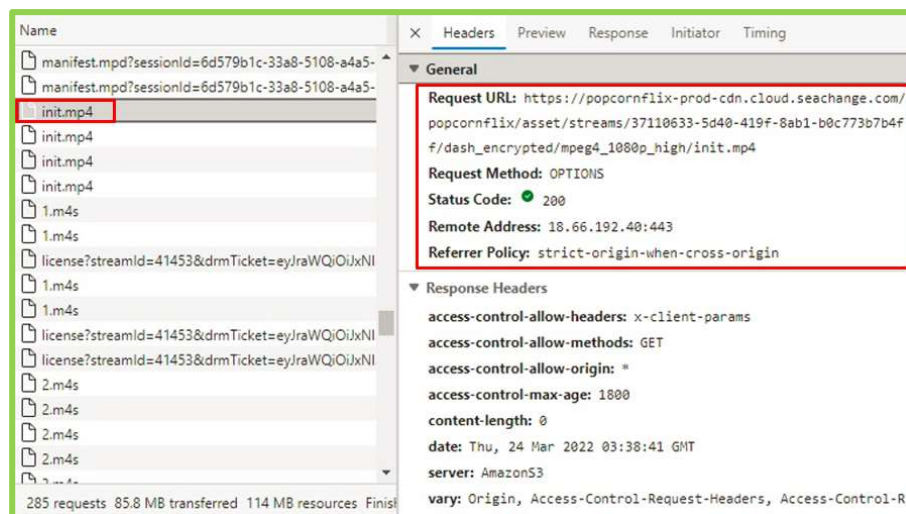 Name
manifest.mpd?sessionId=6d579b1c-33a8-5108-a4a5-
manifest.mpd?sessionId=6d579b1c-33a8-5108-a4a5-
init.mp4
init.mp4
init.mp4
init.mp4
1.m4s
1.m4s
license?streamId=41453&drmTicket=eyJraWQiOiJxNl
1.m4s
1.m4s
license?streamId=41453&drmTicket=eyJraWQiOiJxNl
license?streamId=41453&drmTicket=eyJraWQiOiJxNl
2.m4s
2.m4s
2.m4s
2.m4s
285 requests 85.8 MB transferred 114 MB resources Finish
Headers Preview Response Initiator Timing
General
Request URL: https://popcornflix-prod-cdn.cloud.seachange.com/
popcornflix/asset/streams/37110633-5d40-419f-8ab1-b0c773b7b4f
f/dash_encrypted/mpeg4_1080p_high/init.mp4
Request Method: OPTIONS
Status Code: 200
Remote Address: 18.66.192.40:443
Referrer Policy: strict-origin-when-cross-origin
Response Headers
access-control-allow-headers: x-client-params
access-control-allow-methods: GET
access-control-allow-origin: *
access-control-max-age: 1800
content-length: 0
date: Thu, 24 Mar 2022 03:38:41 GMT
server: AmazonS3
vary: Origin, Access-Control-Request-Headers, Access-Control-R